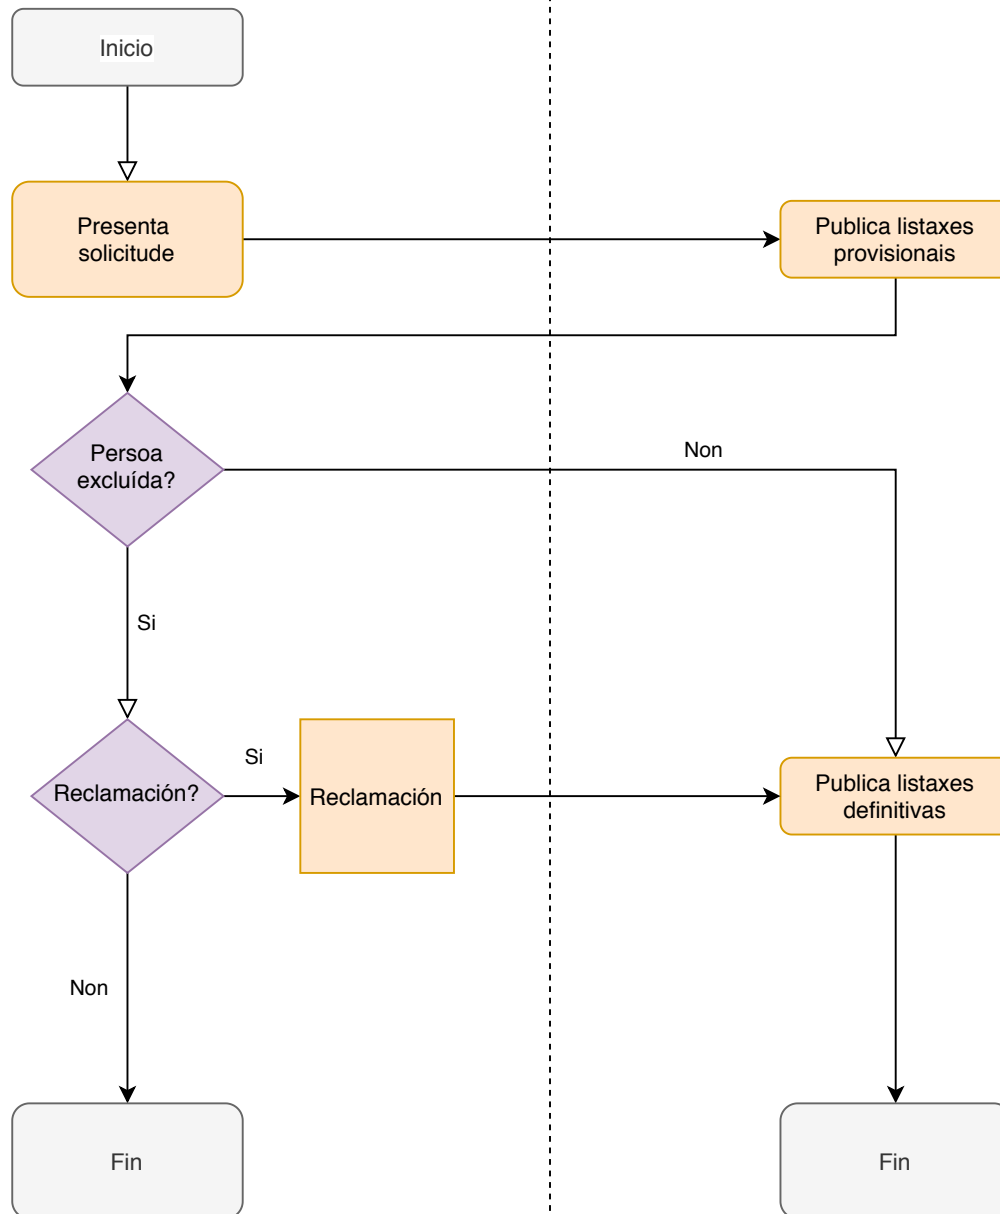 Inicio
Presenta
solicitude
Publica listaxes
provisionais
Persoa
excluída?
Non
Si
Reclamación?
Si
Reclamación
Publica listaxes
definitivas
Non
Fin
Fin